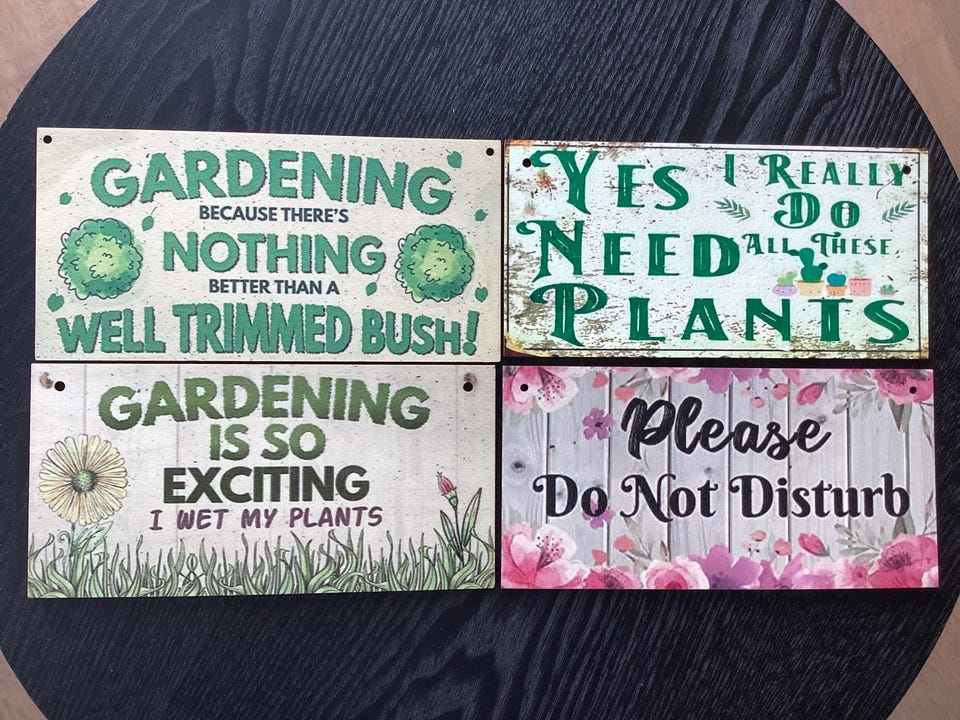 GARDENING
BECAUSE THERE'S
NOTHING
BETTER THAN A
WELL TRIMMED BUSH!
YES I REALLY
DO
NEED ALL THESE
PLANTS
GARDENING
IS SO
EXCITING
I WET MY PLANTS
Please
Do Not Disturb